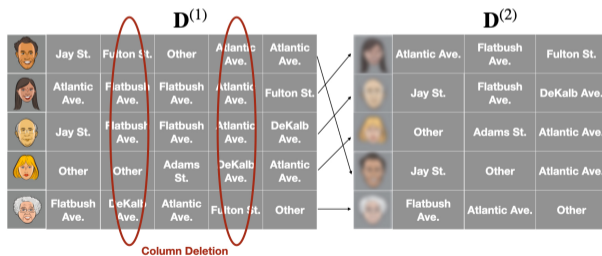 D(1) D(2)
Jay St. Fulton St. Other Atlantic Ave. Atlantic Ave. Atlantic Ave. Flatbush Ave. Fulton St.
Atlantic Ave. Flatbush Ave. Flatbush Ave. Atlantic Ave. Fulton St. Jay St. Flatbush Ave. DeKalb Ave.
Jay St. Flatbush Ave. Flatbush Ave. Atlantic Ave. DeKalb Ave. Other Adams St. Atlantic Ave.
Other Other Adams St. DeKalb Ave. Atlantic Ave. Jay St. Other Atlantic Ave.
Flatbush Ave. DeKalb Ave. Atlantic Ave. Fulton St. Other Flatbush Ave. Atlantic Ave. Other
Column Deletion